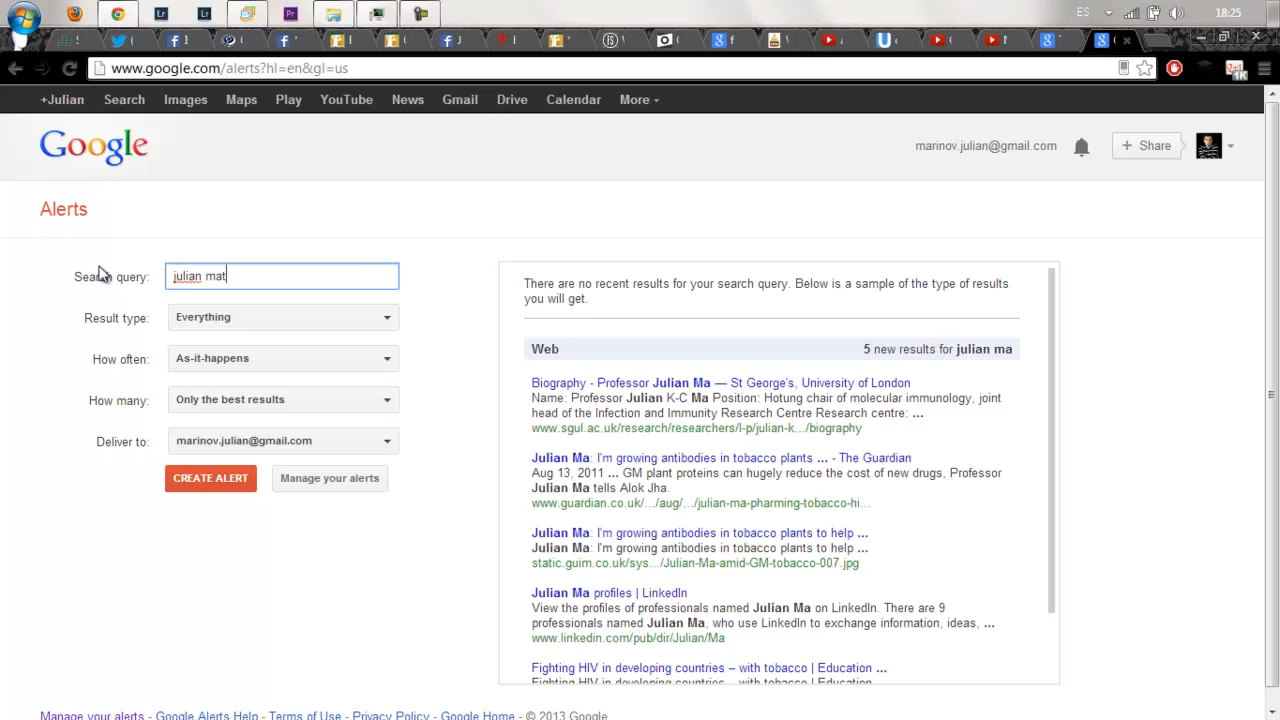 ES 18:25
www.google.com/alerts?hl=en&gl=us
1K
+Julian Search Images Maps Play YouTube News Gmail Drive Calendar More
Google marinov.julian@gmail.com + Share
Alerts
Search query: julian mat
Result type: Everything
How often: As-it-happens
How many: Only the best results
Deliver to: marinov.julian@gmail.com
CREATE ALERT Manage your alerts
There are no recent results for your search query. Below is a sample of the type of results
you will get.
Web 5 new results for julian ma
Biography - Professor Julian Ma — St George's, University of London
Name: Professor Julian K-C Ma Position: Hotung chair of molecular immunology, joint
head of the Infection and Immunity Research Centre Research centre: ...
www.sgul.ac.uk/research/researchers/l-p/julian-k.../biography
Julian Ma: I'm growing antibodies in tobacco plants ... - The Guardian
Aug 13, 2011 ... GM plant proteins can hugely reduce the cost of new drugs, Professor
Julian Ma tells Alok Jha.
www.guardian.co.uk/.../aug/.../julian-ma-pharming-tobacco-hi...
Julian Ma: I'm growing antibodies in tobacco plants to help ...
Julian Ma: I'm growing antibodies in tobacco plants to help ...
static.guim.co.uk/sys.../Julian-Ma-amid-GM-tobacco-007.jpg
Julian Ma profiles | LinkedIn
View the profiles of professionals named Julian Ma on LinkedIn. There are 9
professionals named Julian Ma, who use LinkedIn to exchange information, ideas, ...
www.linkedin.com/pub/dir/Julian/Ma
Fighting HIV in developing countries – with tobacco | Education ...
Fighting HIV in developing countries – with tobacco | Education ...
Manage your alerts - Google Alerts Help - Terms of Use - Privacy Policy - Google Home - © 2013 Google